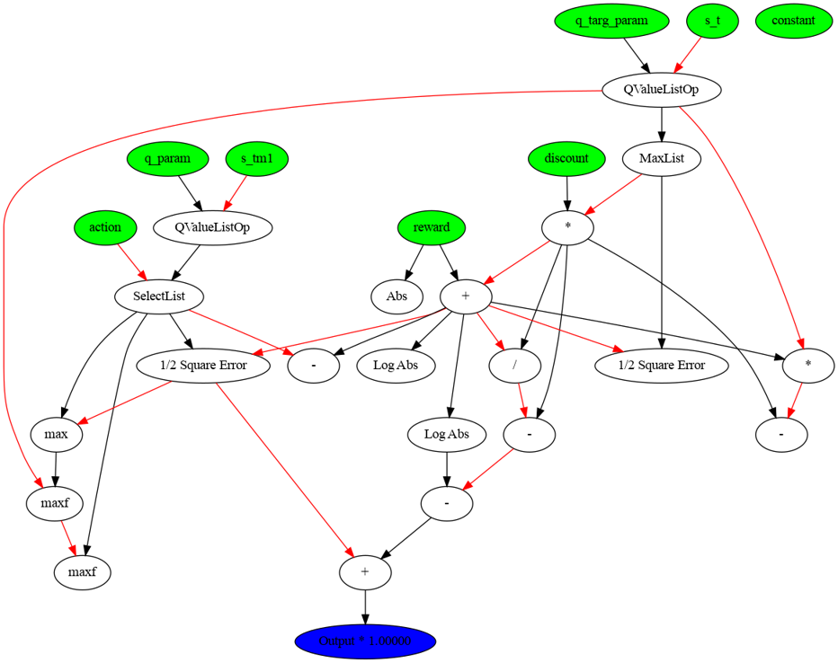 q_targ_param s_t constant
QValueListOp
q_param s_tm1 discount MaxList
action QValueListOp reward *
SelectList Abs +
1/2 Square Error - Log Abs / 1/2 Square Error *
max Log Abs - -
maxf -
maxf +
Output * 1.00000